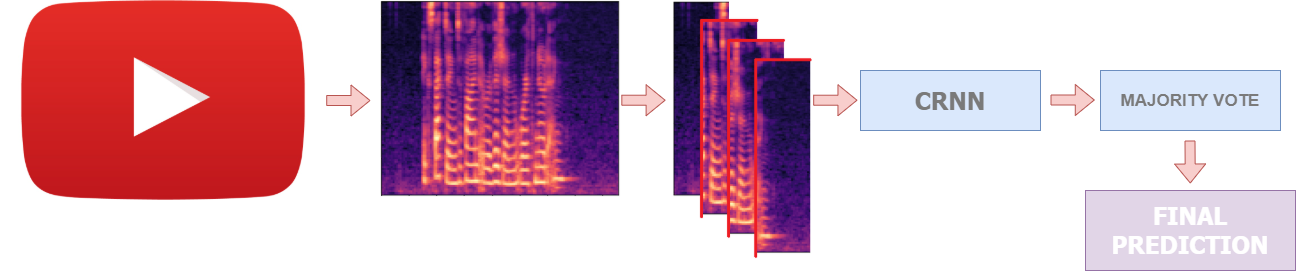 CRNN
MAJORITY VOTE
FINAL
PREDICTION